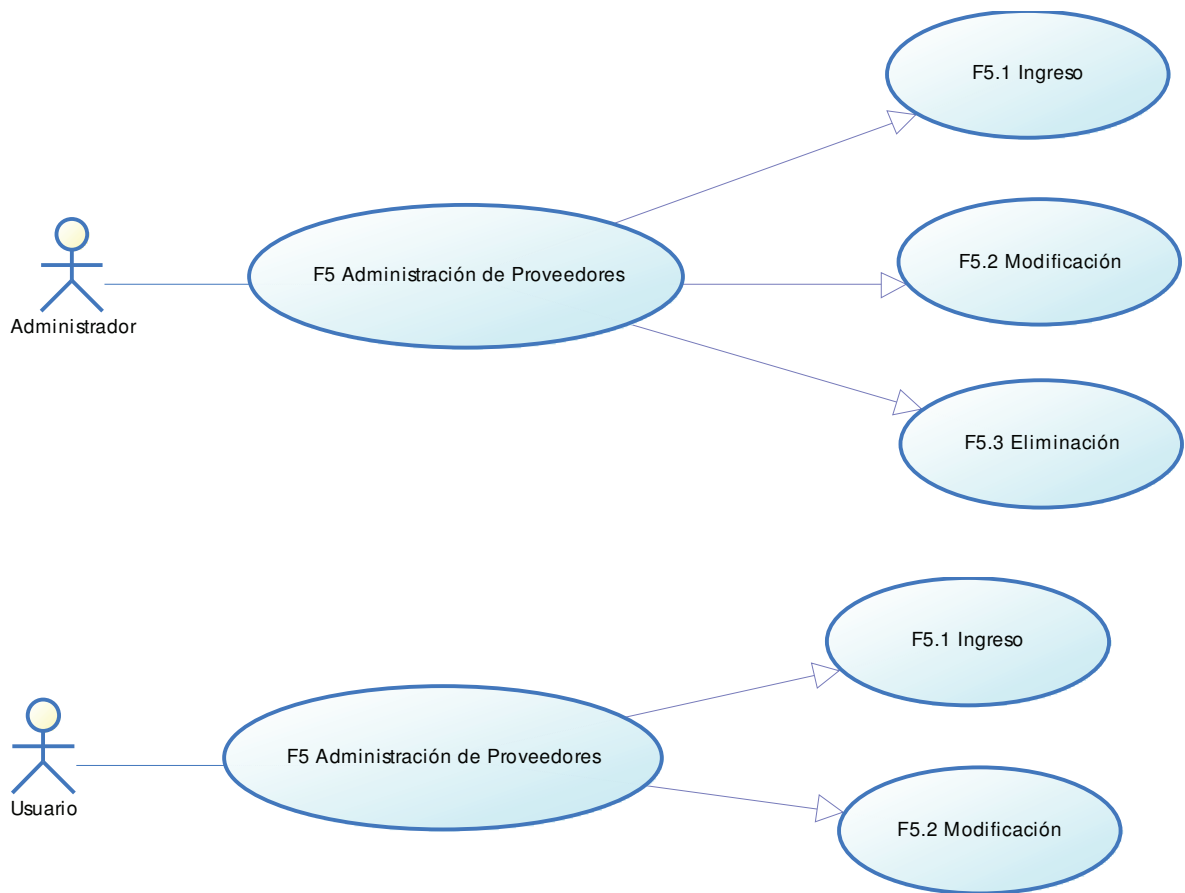 F5.1 Ingreso
F5.2 Modificación
F5 Administración de Proveedores
Administrador
F5.3 Eliminación
F5.1 Ingreso
F5 Administración de Proveedores
Usuario
F5.2 Modificación